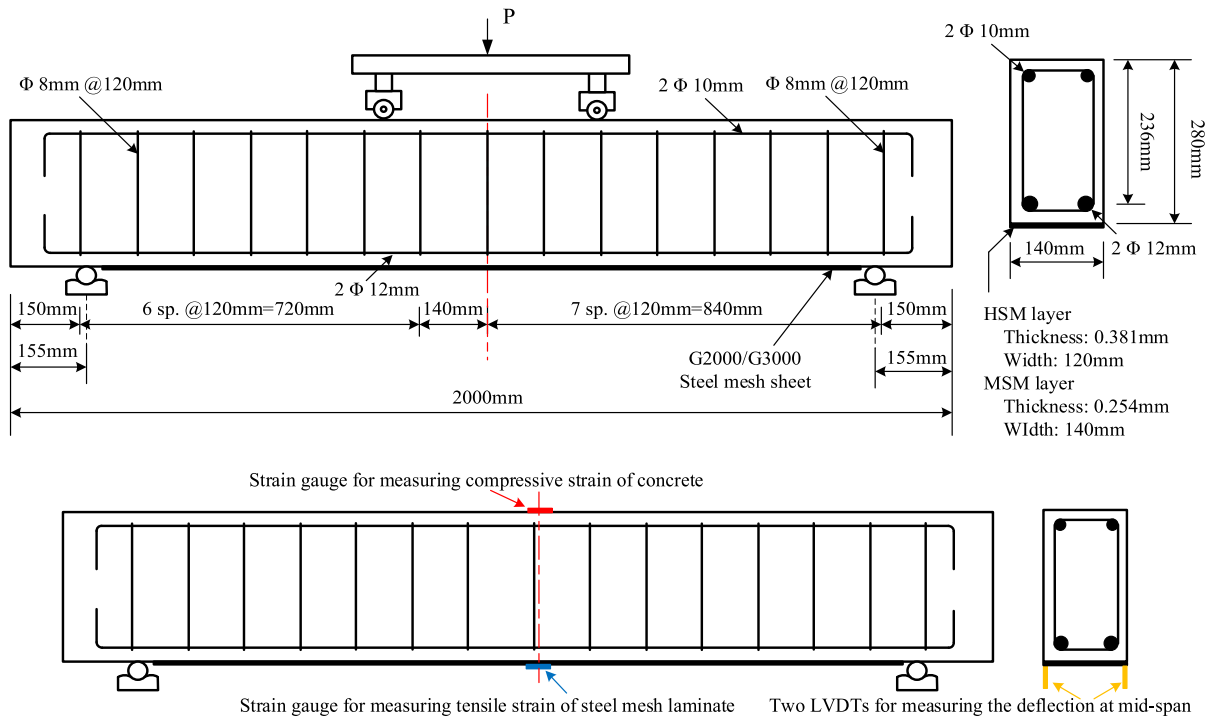 P
Φ 8mm @120mm
2 Φ 10mm
Φ 8mm @120mm
2 Φ 12mm
150mm
6 sp. @120mm=720mm
140mm
7 sp. @120mm=840mm
150mm
155mm
G2000/G3000
Steel mesh sheet
155mm
2000mm
2 Φ 10mm
236mm
280mm
2 Φ 12mm
140mm
HSM layer
Thickness: 0.381mm
Width: 120mm
MSM layer
Thickness: 0.254mm
WIdth: 140mm
Strain gauge for measuring compressive strain of concrete
Strain gauge for measuring tensile strain of steel mesh laminate
Two LVDTs for measuring the deflection at mid-span